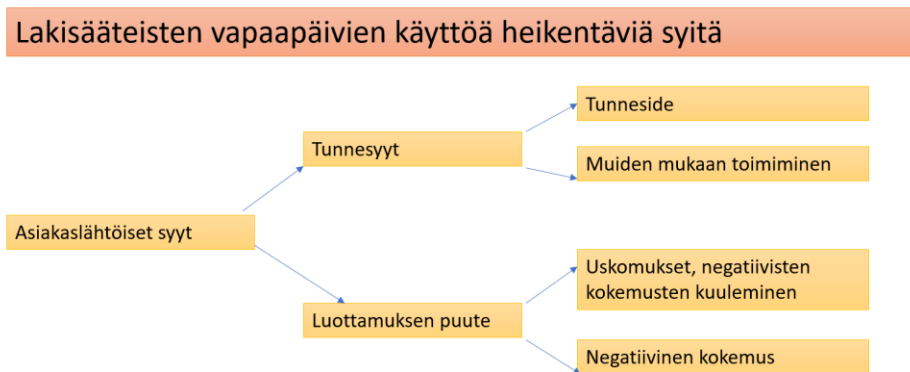 Lakisääteisten vapaapäivien käyttöä heikentäviä syitä
Tunneside
Tunnesyyt
Muiden mukaan toimiminen
Asiakaslähtöiset syyt
Uskomukset, negatiivisten
kokemusten kuuleminen
Luottamuksen puute
Negatiivinen kokemus